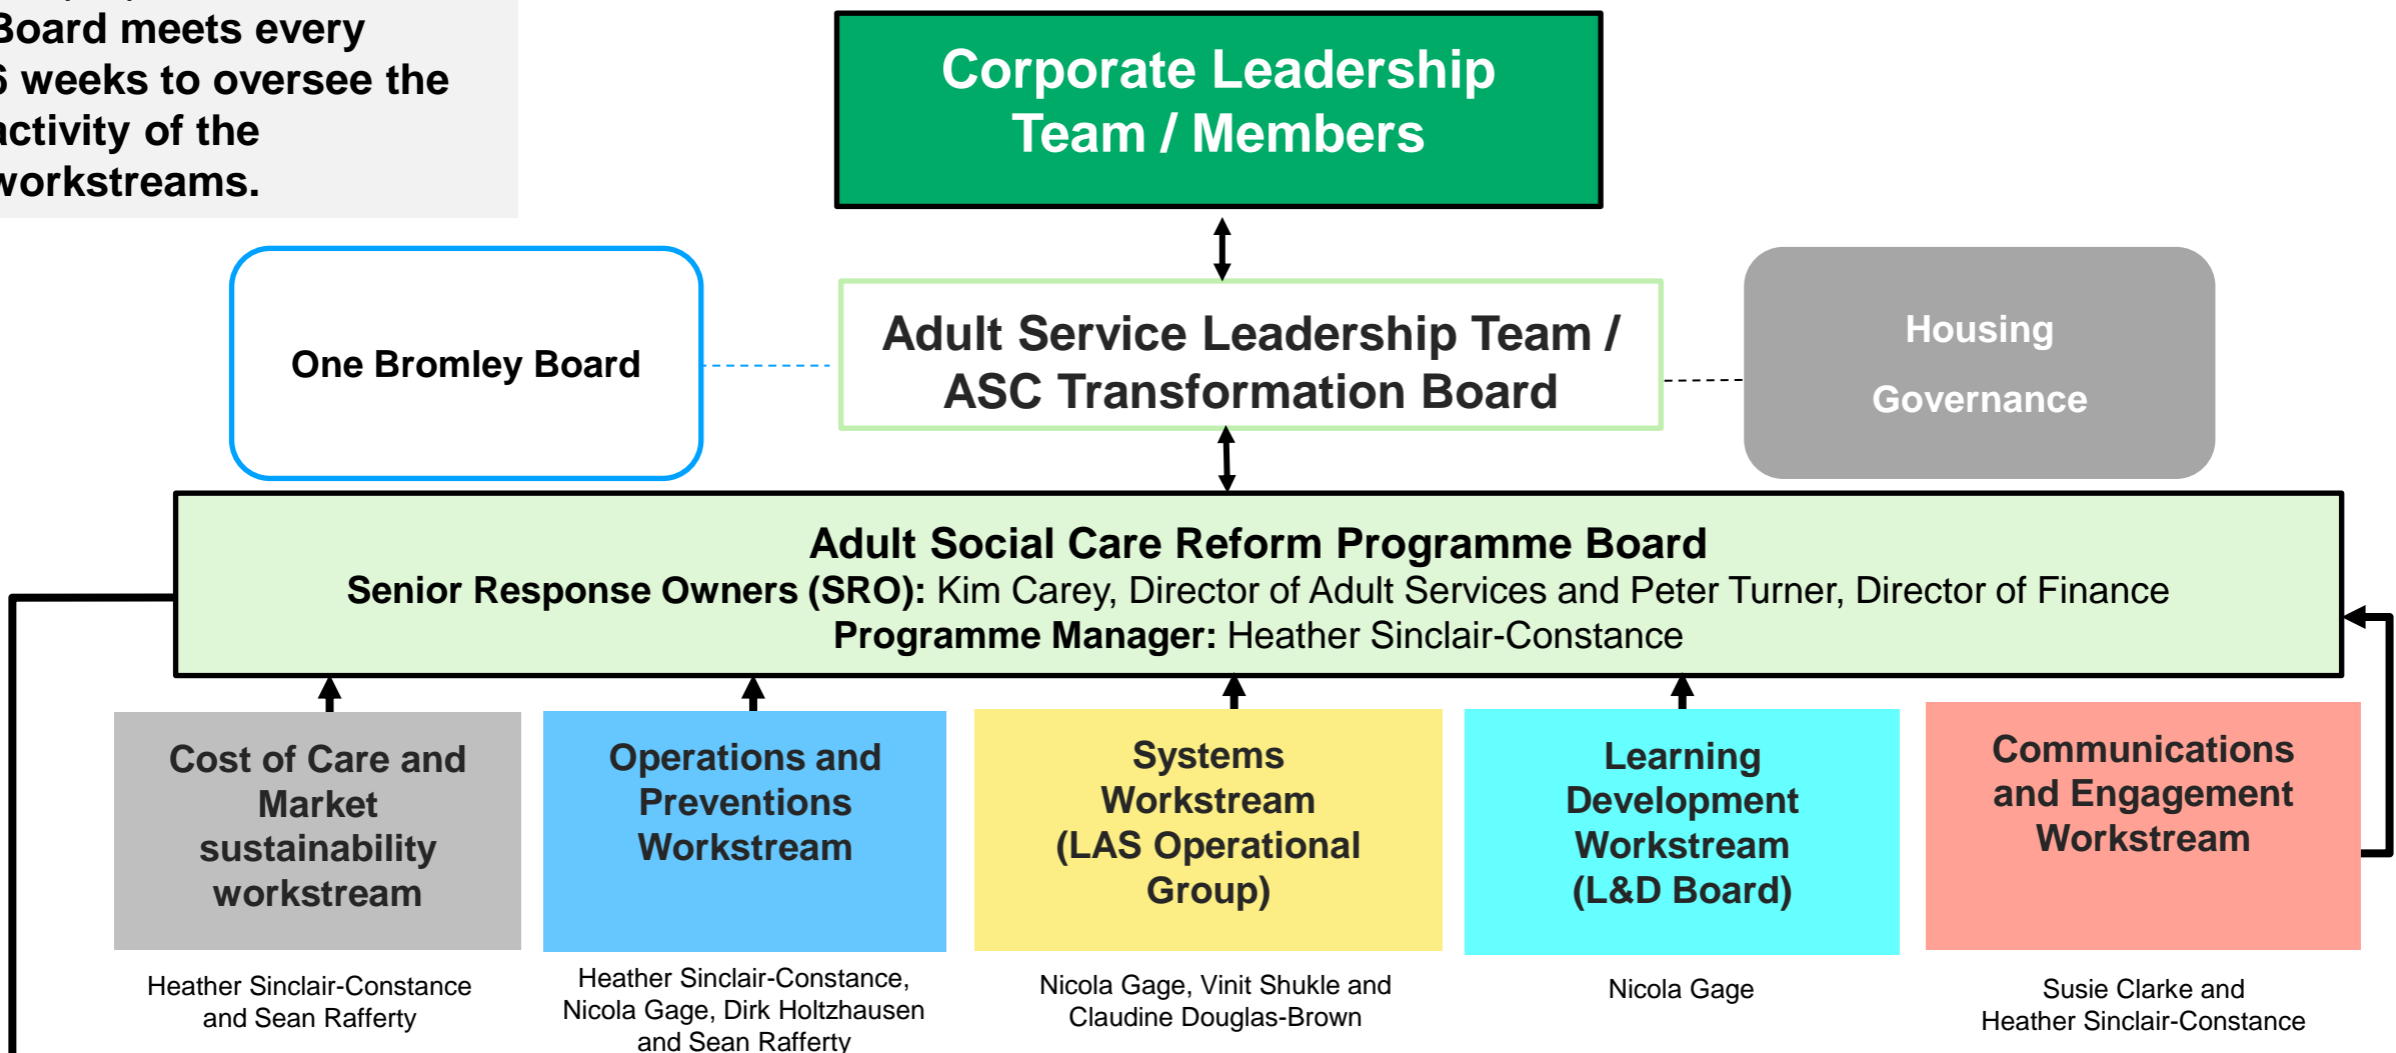 Board meets every
6 weeks to oversee the
activity of the
workstreams.
Corporate Leadership
Team / Members
One Bromley Board
Adult Service Leadership Team /
ASC Transformation Board
Housing
Governance
Adult Social Care Reform Programme Board
Senior Response Owners (SRO): Kim Carey, Director of Adult Services and Peter Turner, Director of Finance
Programme Manager: Heather Sinclair-Constance
Cost of Care and
Market
sustainability
workstream
Heather Sinclair-Constance
and Sean Rafferty
Operations and
Preventions
Workstream
Heather Sinclair-Constance,
Nicola Gage, Dirk Holtzhausen
and Sean Rafferty
Systems
Workstream
(LAS Operational
Group)
Nicola Gage, Vinit Shukle and
Claudine Douglas-Brown
Learning
Development
Workstream
(L&D Board)
Nicola Gage
Communications
and Engagement
Workstream
Susie Clarke and
Heather Sinclair-Constance